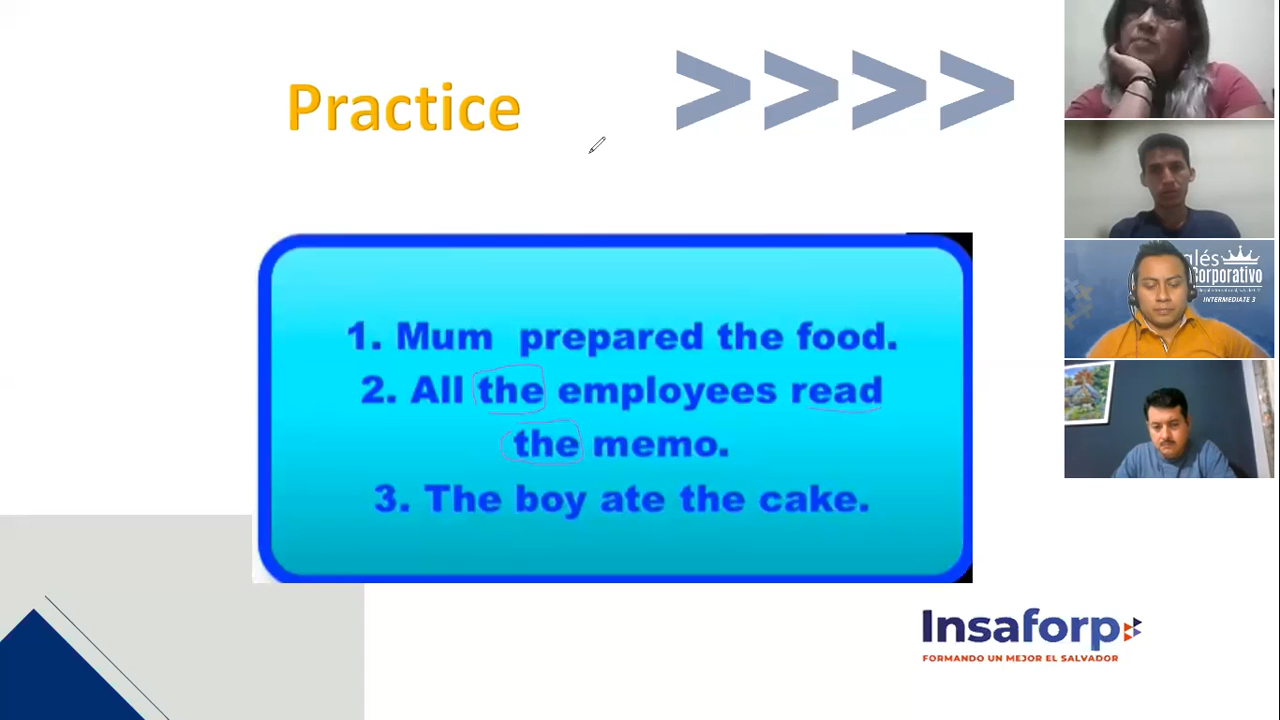 Practice >>>>
1. Mum prepared the food.
2. All the employees read
the memo.
3. The boy ate the cake.
Insaforp
FORMANDO UN MEJOR EL SALVADOR
glés
Corporativo
INTERMEDIATE 3